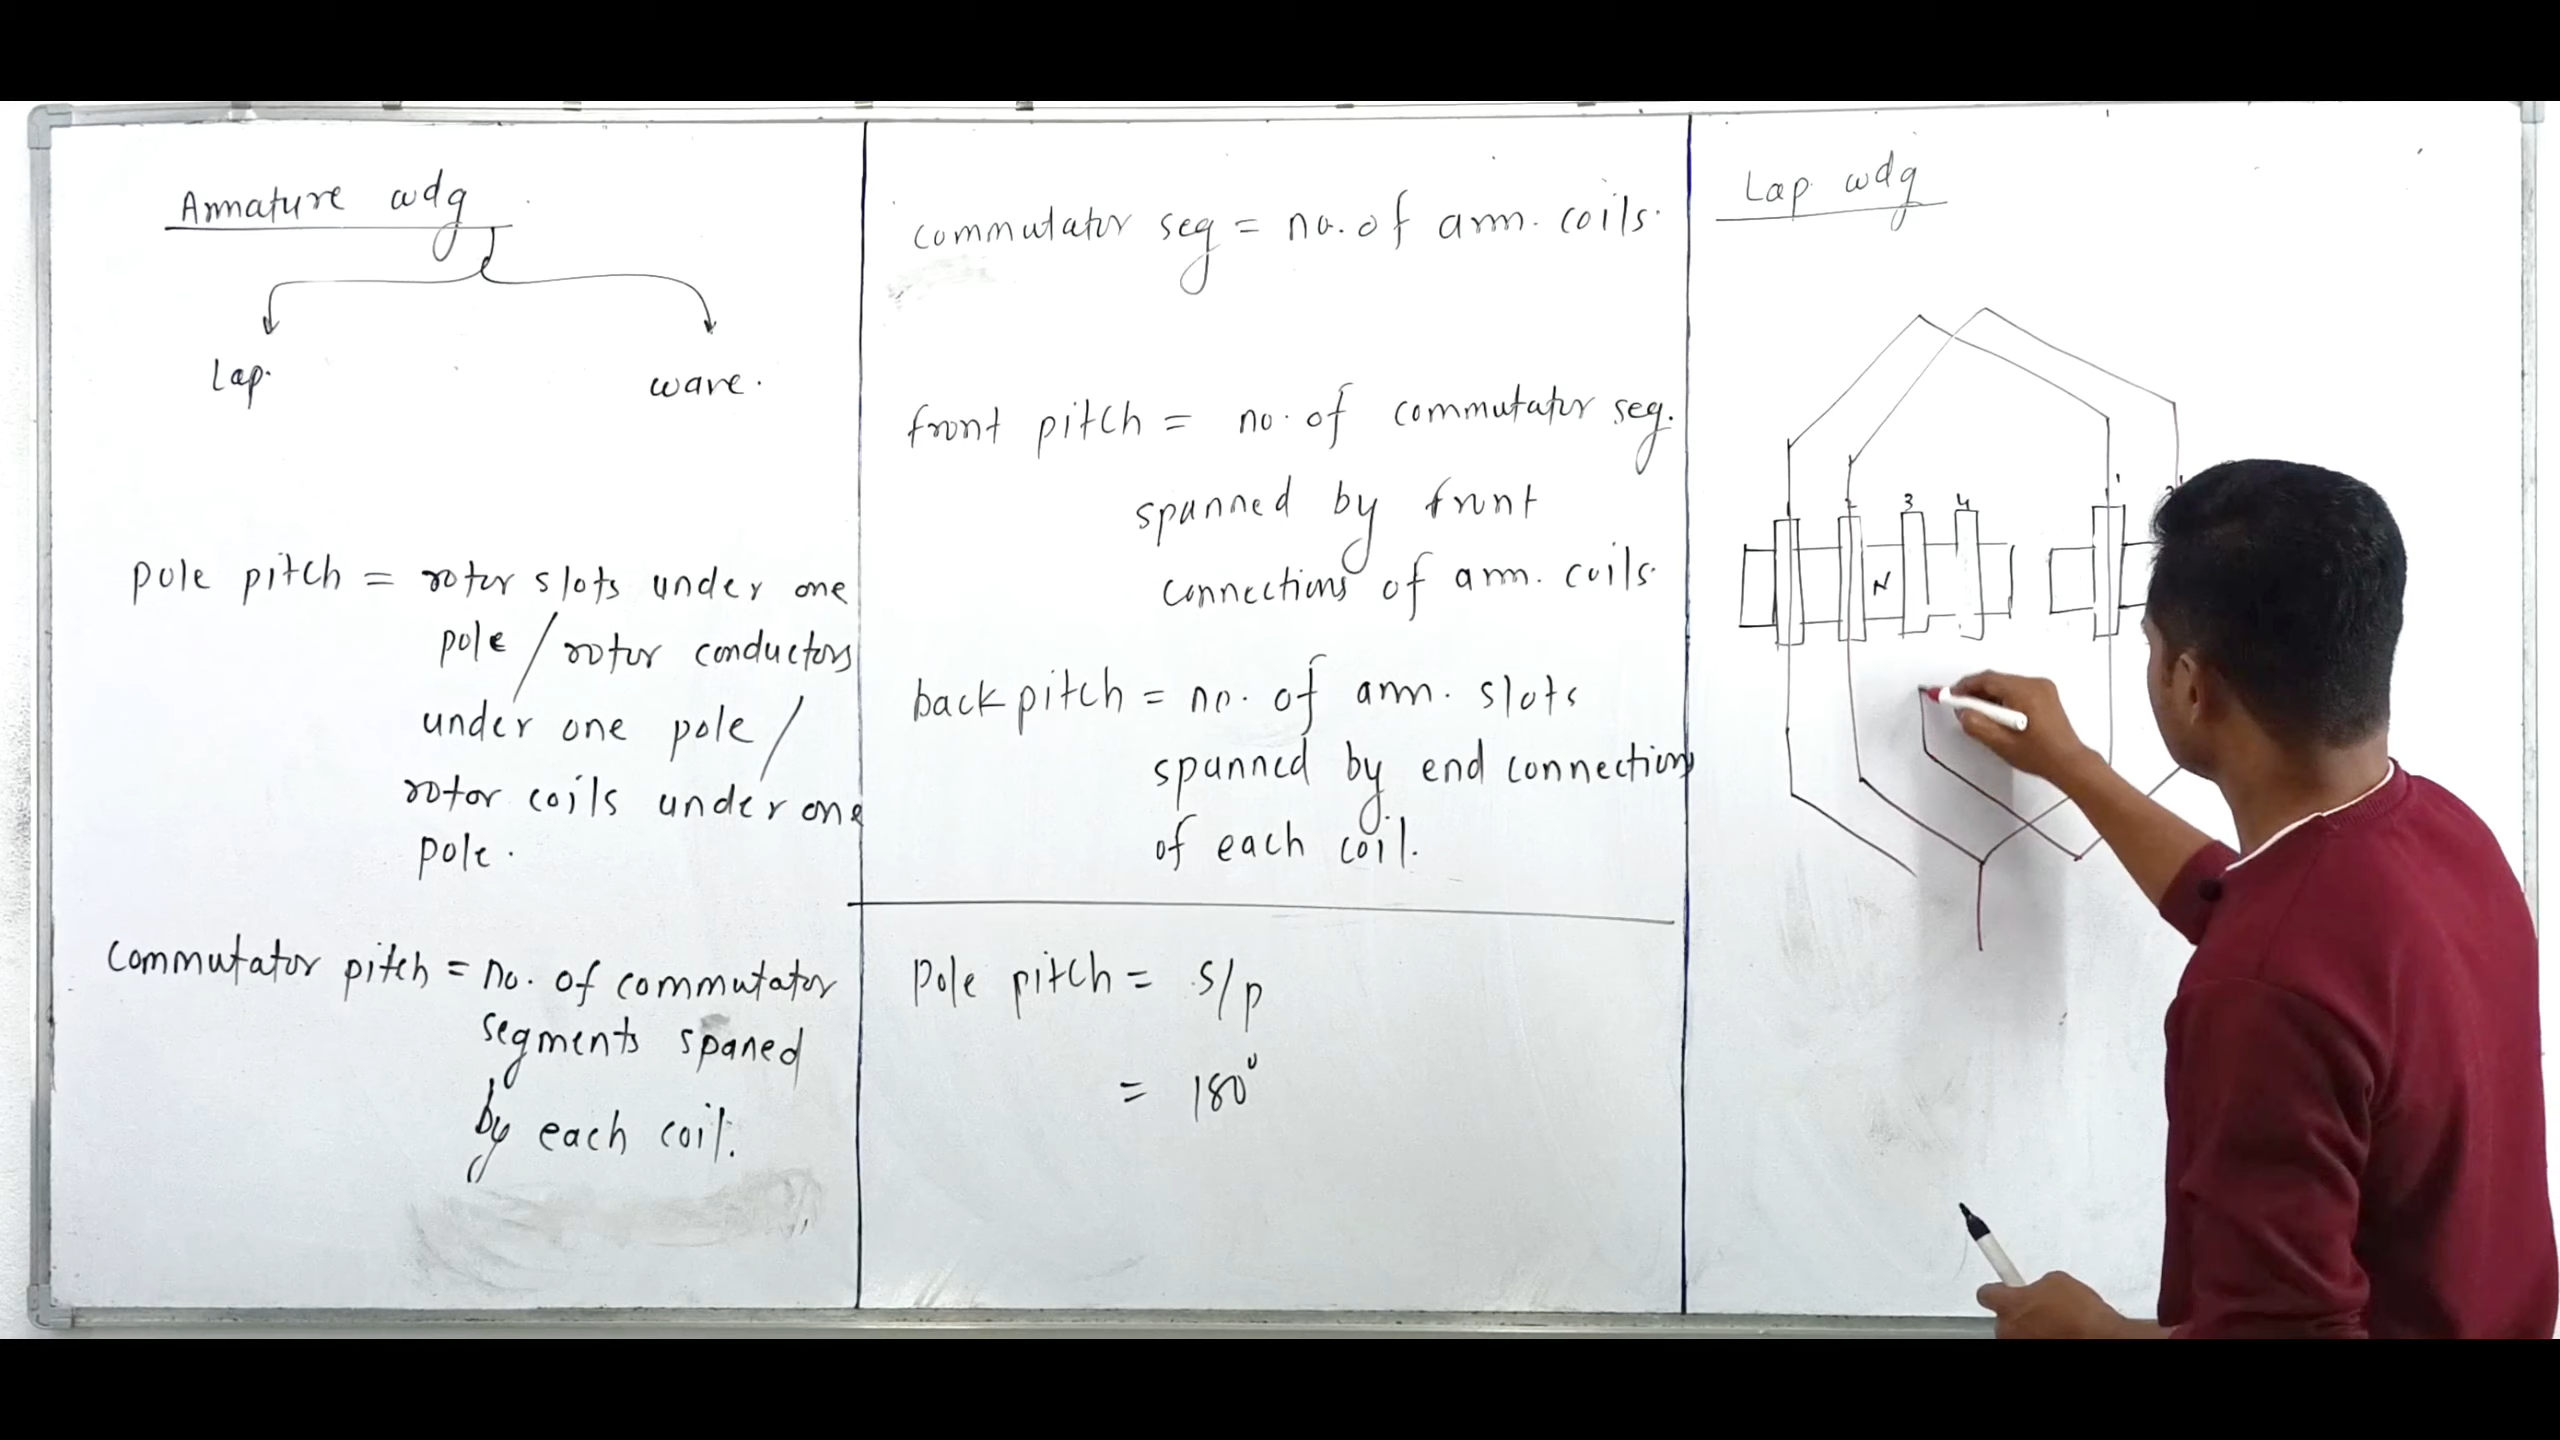 Armature wdg
Lap.
wave.
pole pitch = rotor slots under one
pole / rotor conductors
under one pole /
rotor coils under one
pole.
Commutator pitch = no. of commutator
segments spaned
by each coil.
commutator seg = no. of arm. coils.
front pitch = no. of commutator seg.
spanned by front
connections of arm. coils.
back pitch = no. of arm. slots
spanned by end connections
of each coil.
Pole pitch = S/p
= 180°
Lap wdg
2 3 4 1'
N